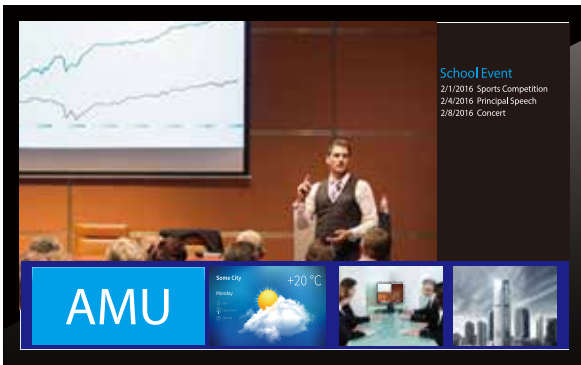 School Event
2/1/2016 Sports Competition
2/4/2016 Principal Speech
2/8/2016 Concert
AMU
Some City
+20 °C
Monday